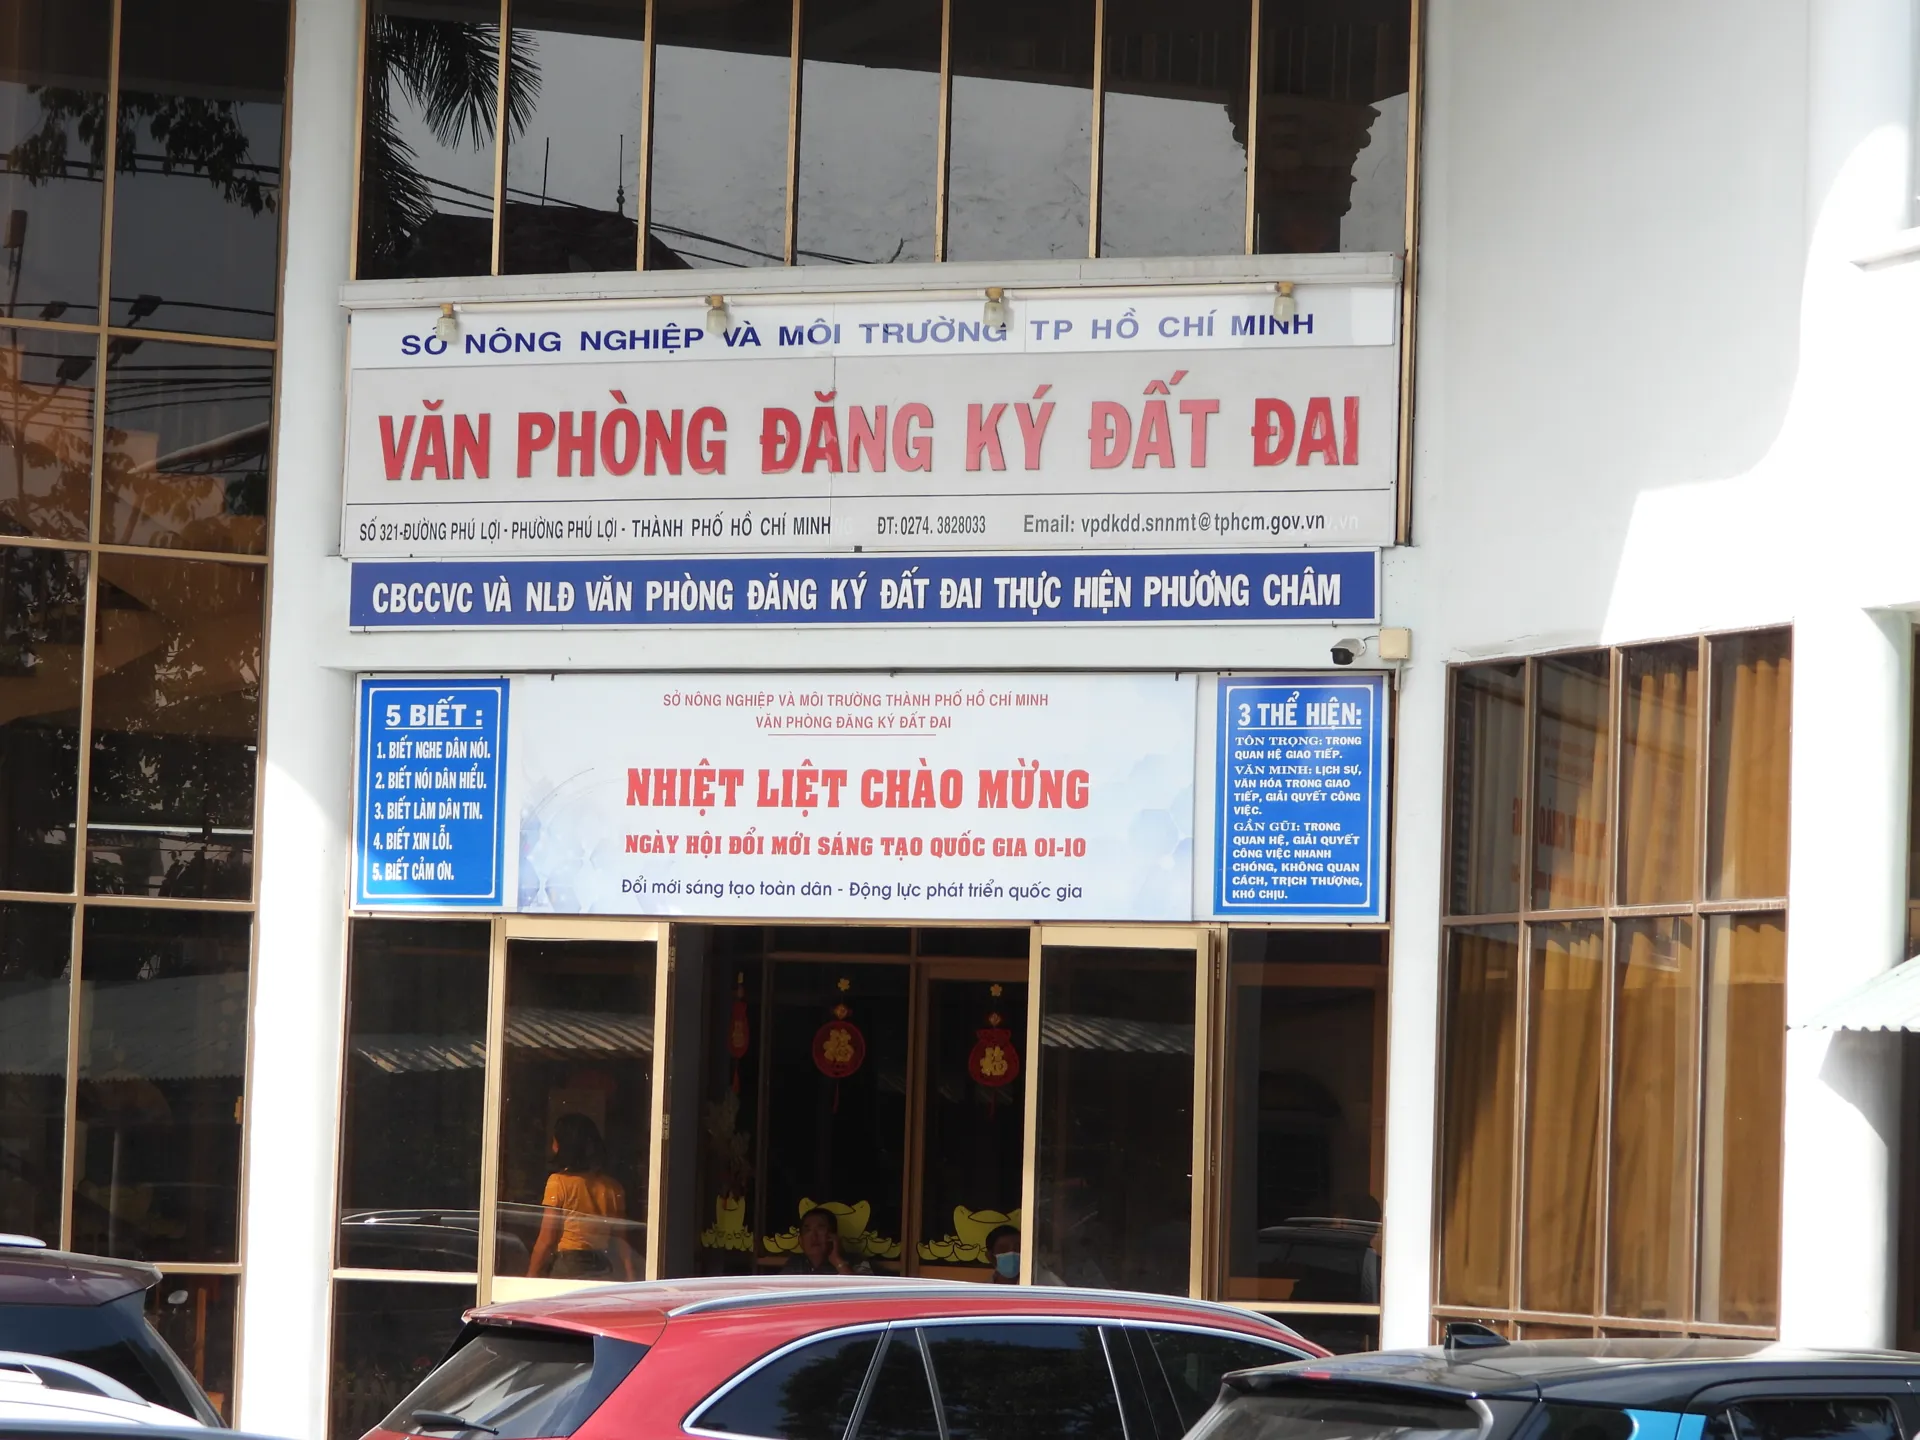 SỞ NÔNG NGHIỆP VÀ MÔI TRƯỜNG TP HỒ CHÍ MINH
VĂN PHÒNG ĐĂNG KÝ ĐẤT ĐAI
SỐ 321-ĐƯỜNG PHÚ LỢI - PHƯỜNG PHÚ LỢI - THÀNH PHỐ HỒ CHÍ MINH ĐT: 0274. 3828033 Email: vpdkdd.snnmt@tphcm.gov.vn
CBCCVC VÀ NLĐ VĂN PHÒNG ĐĂNG KÝ ĐẤT ĐAI THỰC HIỆN PHƯƠNG CHÂM
5 BIẾT :
1. BIẾT NGHE DÂN NÓI.
2. BIẾT NÓI DÂN HIỂU.
3. BIẾT LÀM DÂN TIN.
4. BIẾT XIN LỖI.
5. BIẾT CẢM ƠN.
SỞ NÔNG NGHIỆP VÀ MÔI TRƯỜNG THÀNH PHỐ HỒ CHÍ MINH
VĂN PHÒNG ĐĂNG KÝ ĐẤT ĐAI
NHIỆT LIỆT CHÀO MỪNG
NGÀY HỘI ĐỔI MỚI SÁNG TẠO QUỐC GIA 01-10
Đổi mới sáng tạo toàn dân - Động lực phát triển quốc gia
3 THỂ HIỆN:
TÔN TRỌNG: TRONG
QUAN HỆ GIAO TIẾP.
VĂN MINH: LỊCH SỰ,
VĂN HÓA TRONG GIAO
TIẾP, GIẢI QUYẾT CÔNG
VIỆC.
GẦN GŨI: TRONG
QUAN HỆ, GIẢI QUYẾT
CÔNG VIỆC NHANH
CHÓNG, KHÔNG QUAN
CÁCH, TRỊCH THƯỢNG,
KHÓ CHỊU.